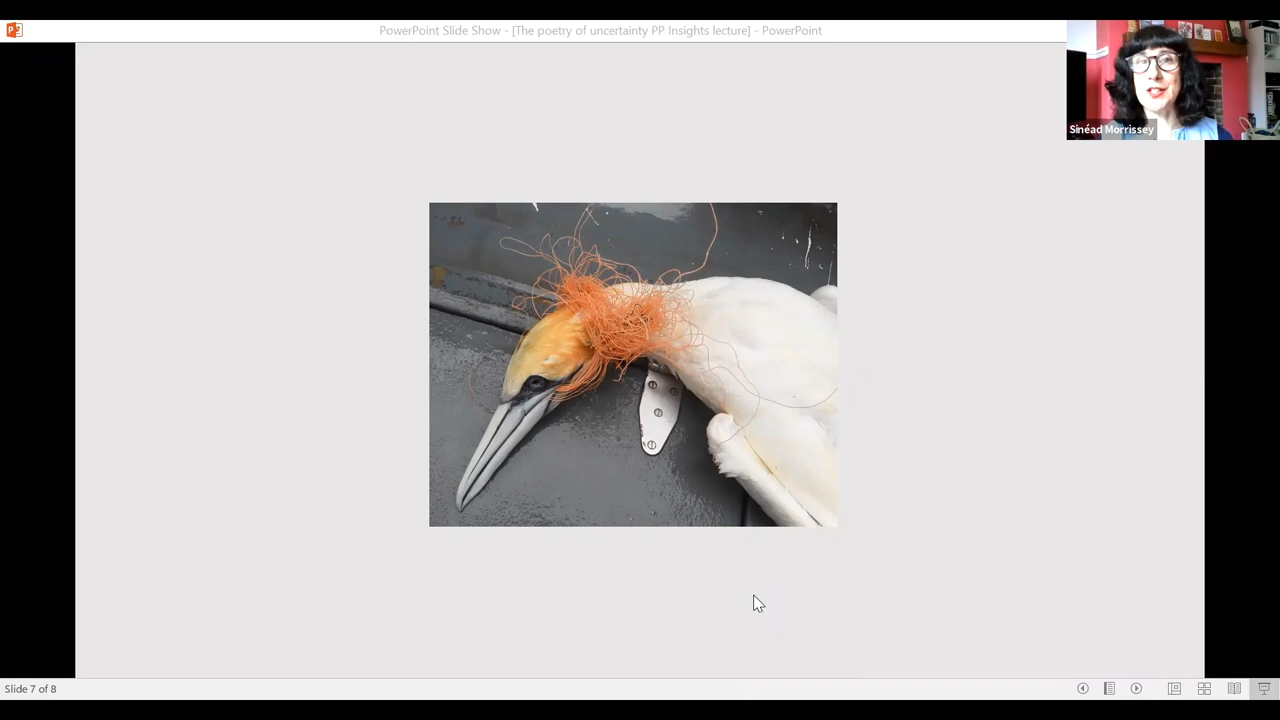 PowerPoint Slide Show - [The poetry of uncertainty PP Insights lecture] - PowerPoint
Sinéad Morrissey
Slide 7 of 8